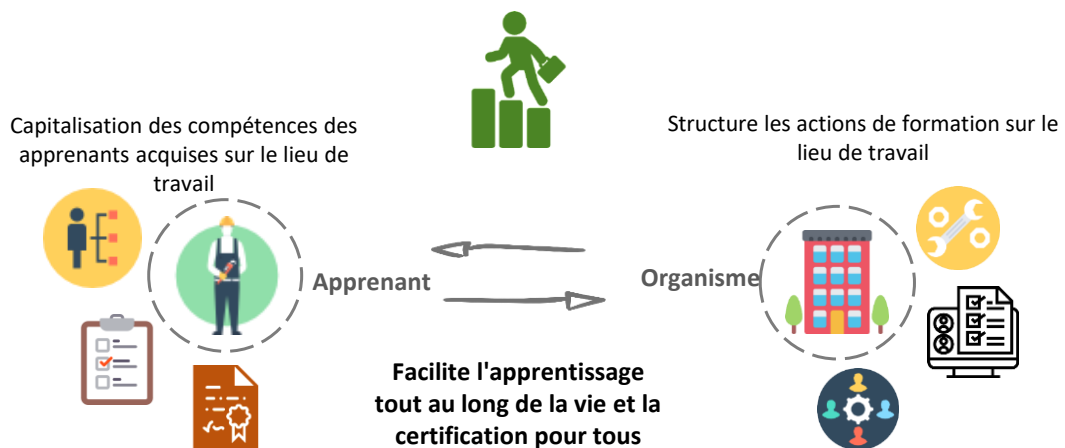 Capitalisation des compétences des
apprenants acquises sur le lieu de
travail
Structure les actions de formation sur le
lieu de travail
Apprenant
Organisme
Facilite l'apprentissage
tout au long de la vie et la
certification pour tous